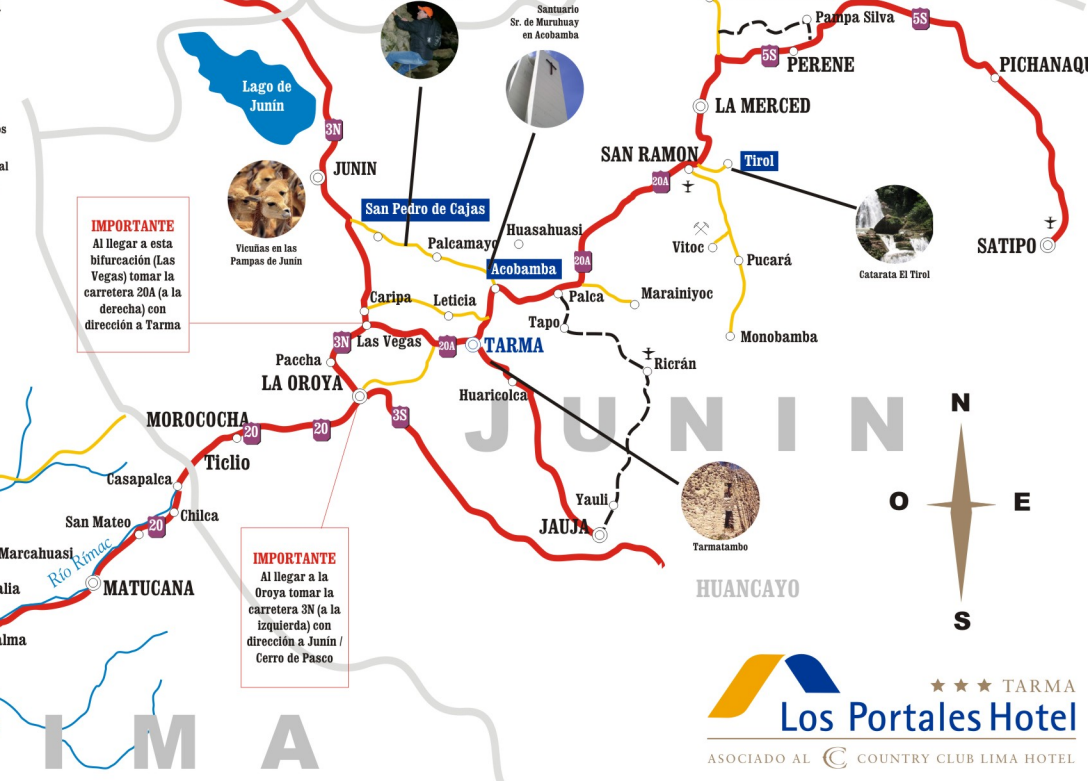 Santuario
Sr. de Muruhuay
en Acobamba
Pampa Silva
5S
5S
PERENE
Lago de
Junín
LA MERCED
3N
JUNIN
SAN RAMON
Tirol
20A
Vicuñas en las
Pampas de Junín
San Pedro de Cajas
Palcamayo
Huasahuasi
Vitoc
Pucará
SATIPO
Catarata El Tirol
IMPORTANTE
Al llegar a esta
bifurcación (Las
Vegas) tomar la
carretera 20A (a la
derecha) con
dirección a Tarma
Acobamba
20A
Caripa
Leticia
Palca
Marainiyoc
Tapo
Monobamba
3N
Las Vegas
20A
TARMA
Paccha
Ricrán
LA OROYA
Huaricolca
3S
JUNIN
N
MOROCOCHA
20
20
Ticlio
Casapalca
O
E
San Mateo
20
Chilca
Yauli
JAUJA
Tarmatambo
Marcahuasi
Río Rímac
MATUCANA
HUANCAYO
S
IMPORTANTE
Al llegar a la
Oroya tomar la
carretera 3N (a la
izquierda) con
dirección a Junín /
Cerro de Pasco
TARMA
Los Portales Hotel
ASOCIADO AL CC COUNTRY CLUB LIMA HOTEL
IMA